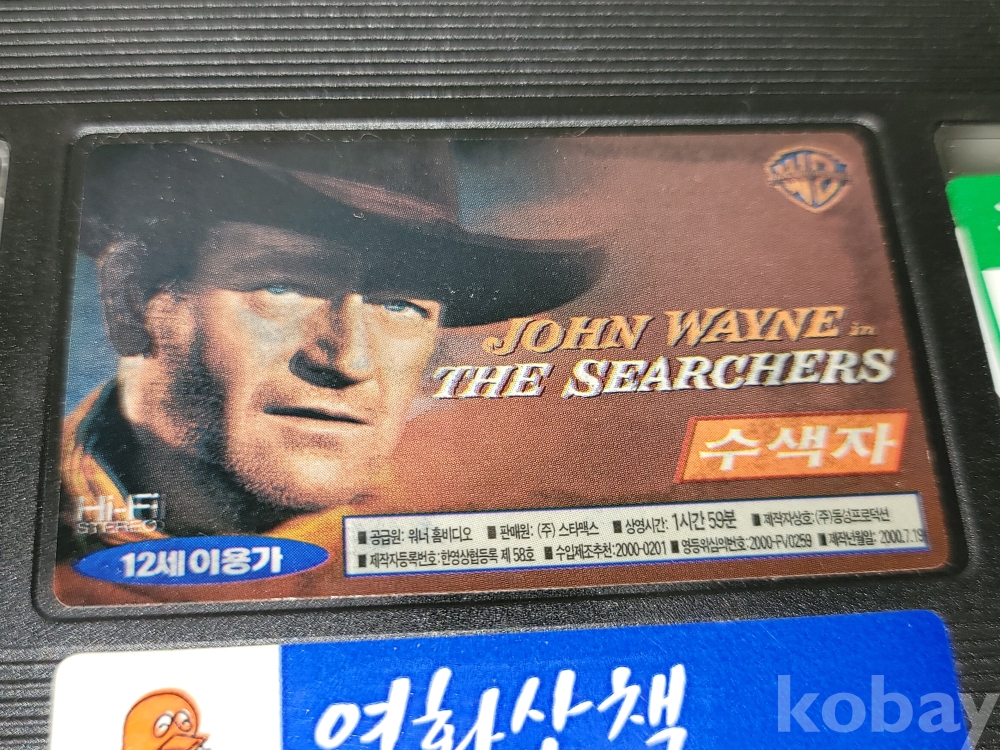 WB
JOHN WAYNE in
THE SEARCHERS
수색자
Hi-Fi
STEREO
12세 이용가
■ 공급원: 워너 홈비디오 ■ 판매원: (주) 스타맥스 ■ 상영시간: 1시간 59분 ■ 제작자상호: (주)동성프로덕션
■ 제작자등록번호: 한영상협등록 제 58호 ■ 수입제조추천: 2000-0201 ■ 영등위심의번호: 2000-FV0259 ■ 제작년월일: 2000.7.19
영화산책
kobay